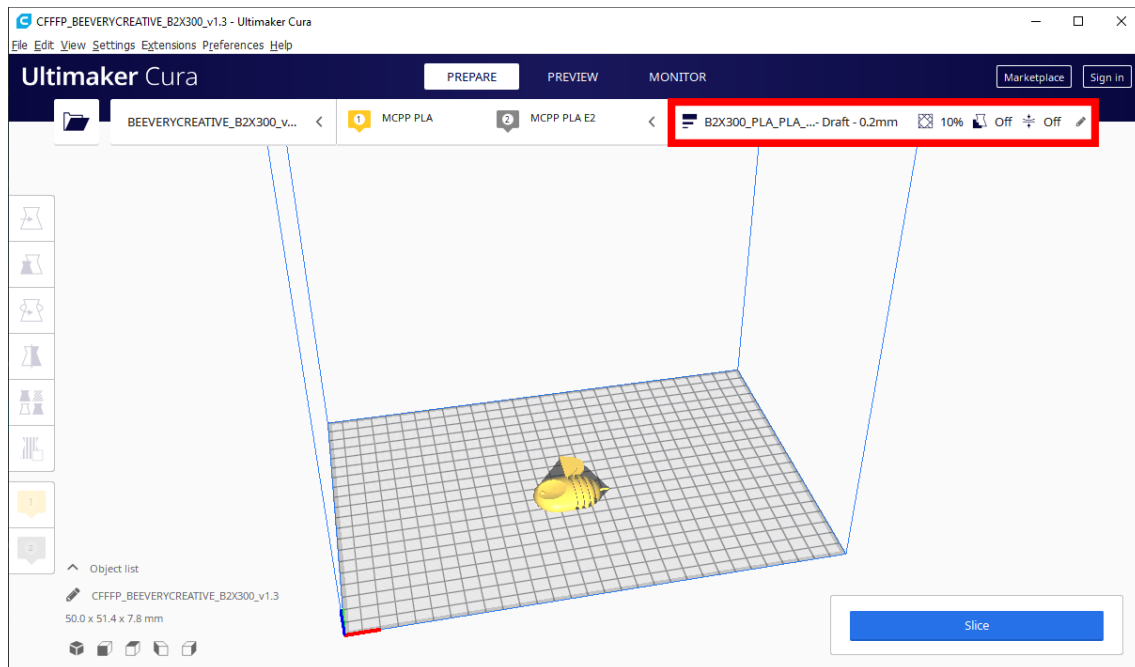 CFFFP_BEEVERYCREATIVE_B2X300_v1.3 - Ultimaker Cura
File Edit View Settings Extensions Preferences Help
Ultimaker Cura PREPARE PREVIEW MONITOR Marketplace Sign in
BEEVERYCREATIVE_B2X300_v... 1 MCPP PLA 2 MCPP PLA E2 B2X300_PLA_PLA_...- Draft - 0.2mm 10% Off Off
1
2
Object list
CFFFP_BEEVERYCREATIVE_B2X300_v1.3
50.0 x 51.4 x 7.8 mm
Slice